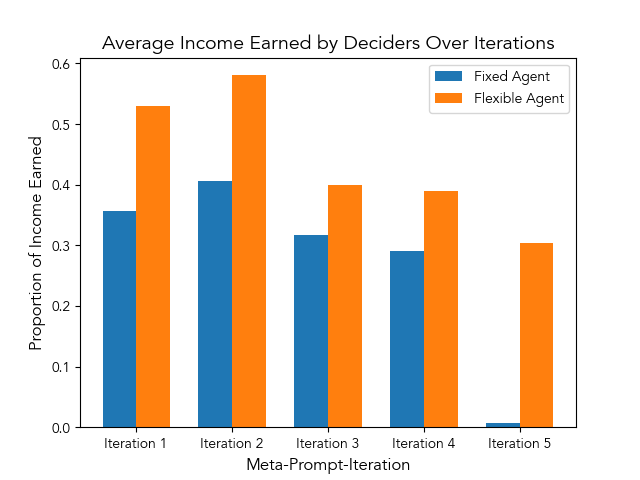 Average Income Earned by Deciders Over Iterations
Fixed Agent
Flexible Agent
Proportion of Income Earned
0.6
0.5
0.4
0.3
0.2
0.1
0.0
Iteration 1
Iteration 2
Iteration 3
Iteration 4
Iteration 5
Meta-Prompt-Iteration